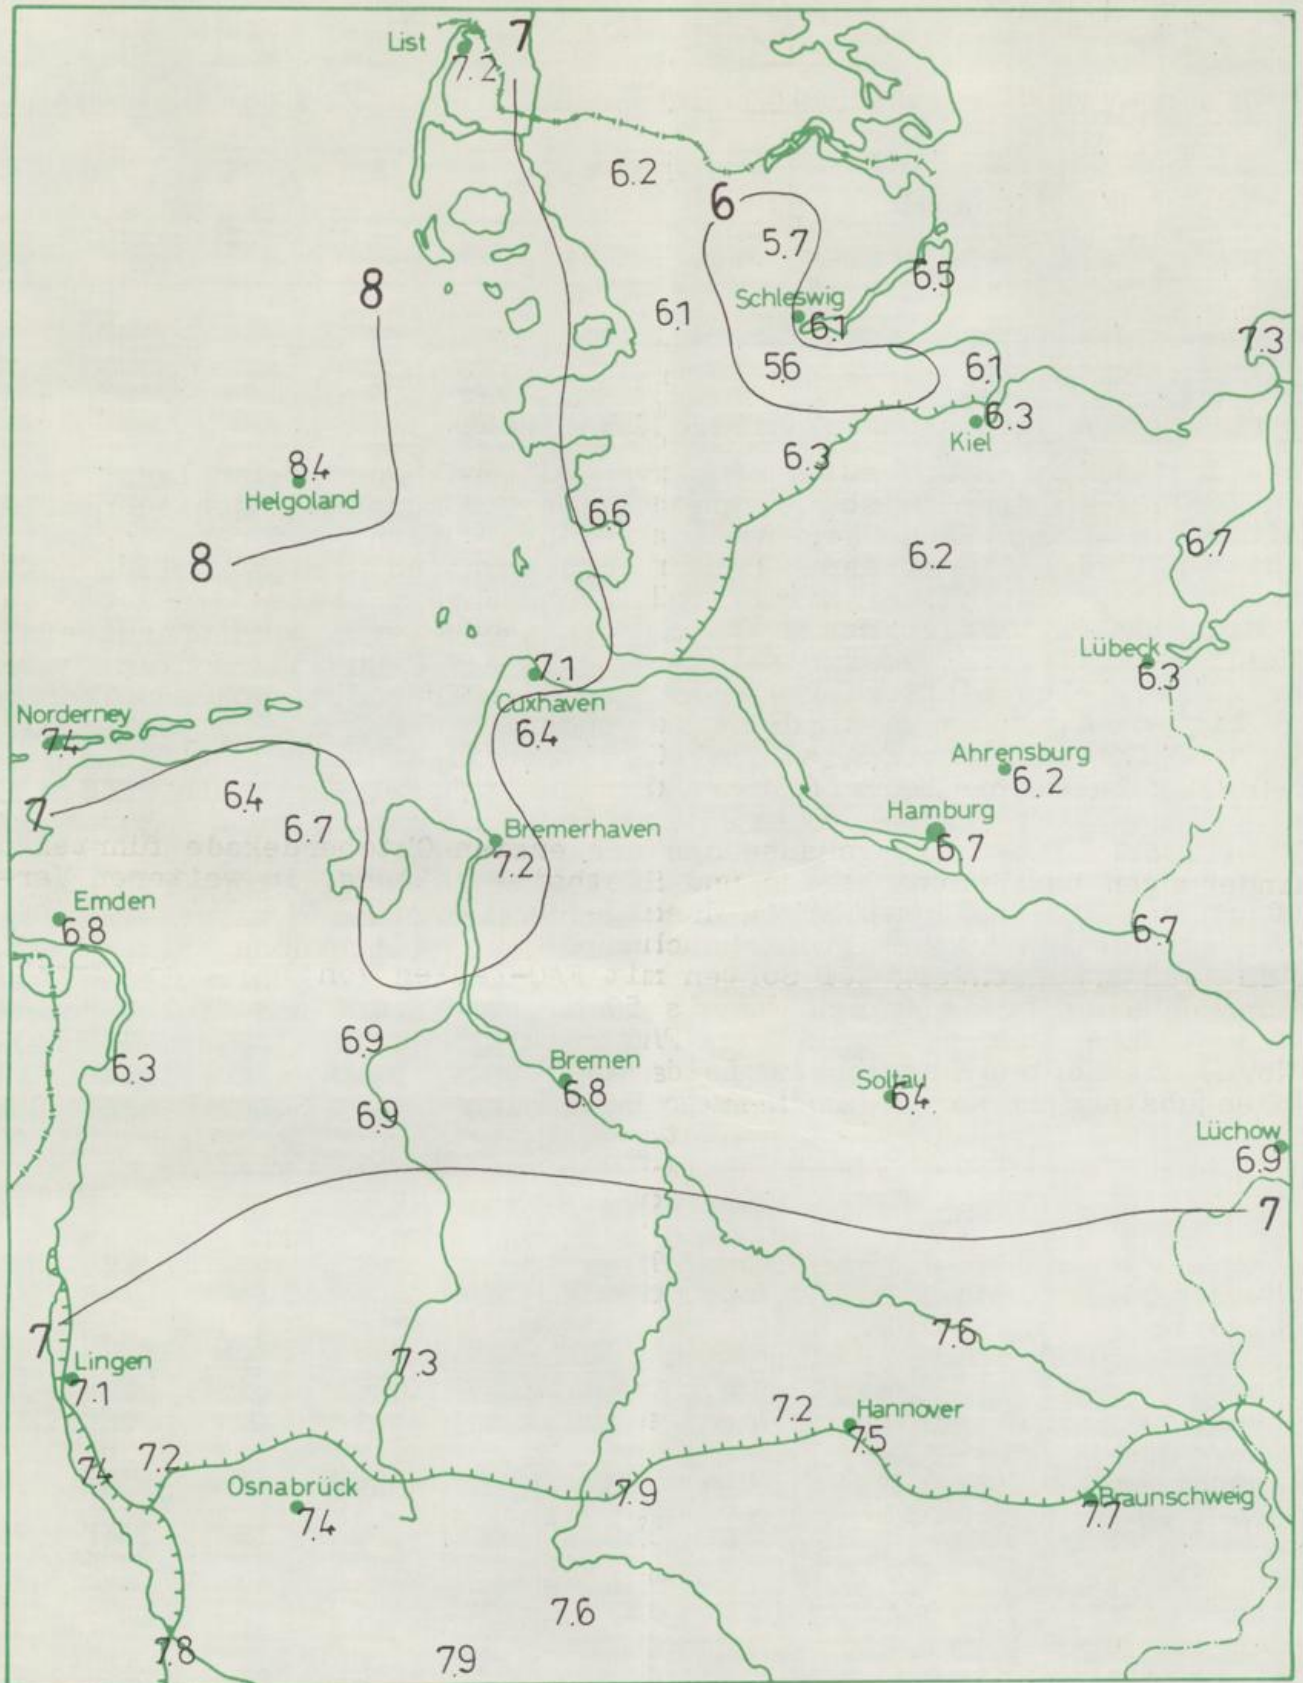 List
7
7.2
6.2
6
5.7
8
6.5
Schleswig
6.1
6.1
7.3
5.6
6.1
6.3
Kiel
6.3
8.4
Helgoland
6.6
6.7
6.2
8
Lübeck
6.3
7.1
Cuxhaven
6.4
Norderney
7.4
Ahrensburg
6.2
6.4
7
6.7
Hamburg
6.7
Bremerhaven
7.2
Emden
6.8
6.7
6.9
6.3
Bremen
6.8
Soltau
6.4
6.9
Lüchow
6.9
7
7
7.6
Lingen
7.1
7.3
7.2
Hannover
7.5
7.2
7.4
Osnabrück
7.4
7.9
Braunschweig
7.7
7.6
7.8
7.9